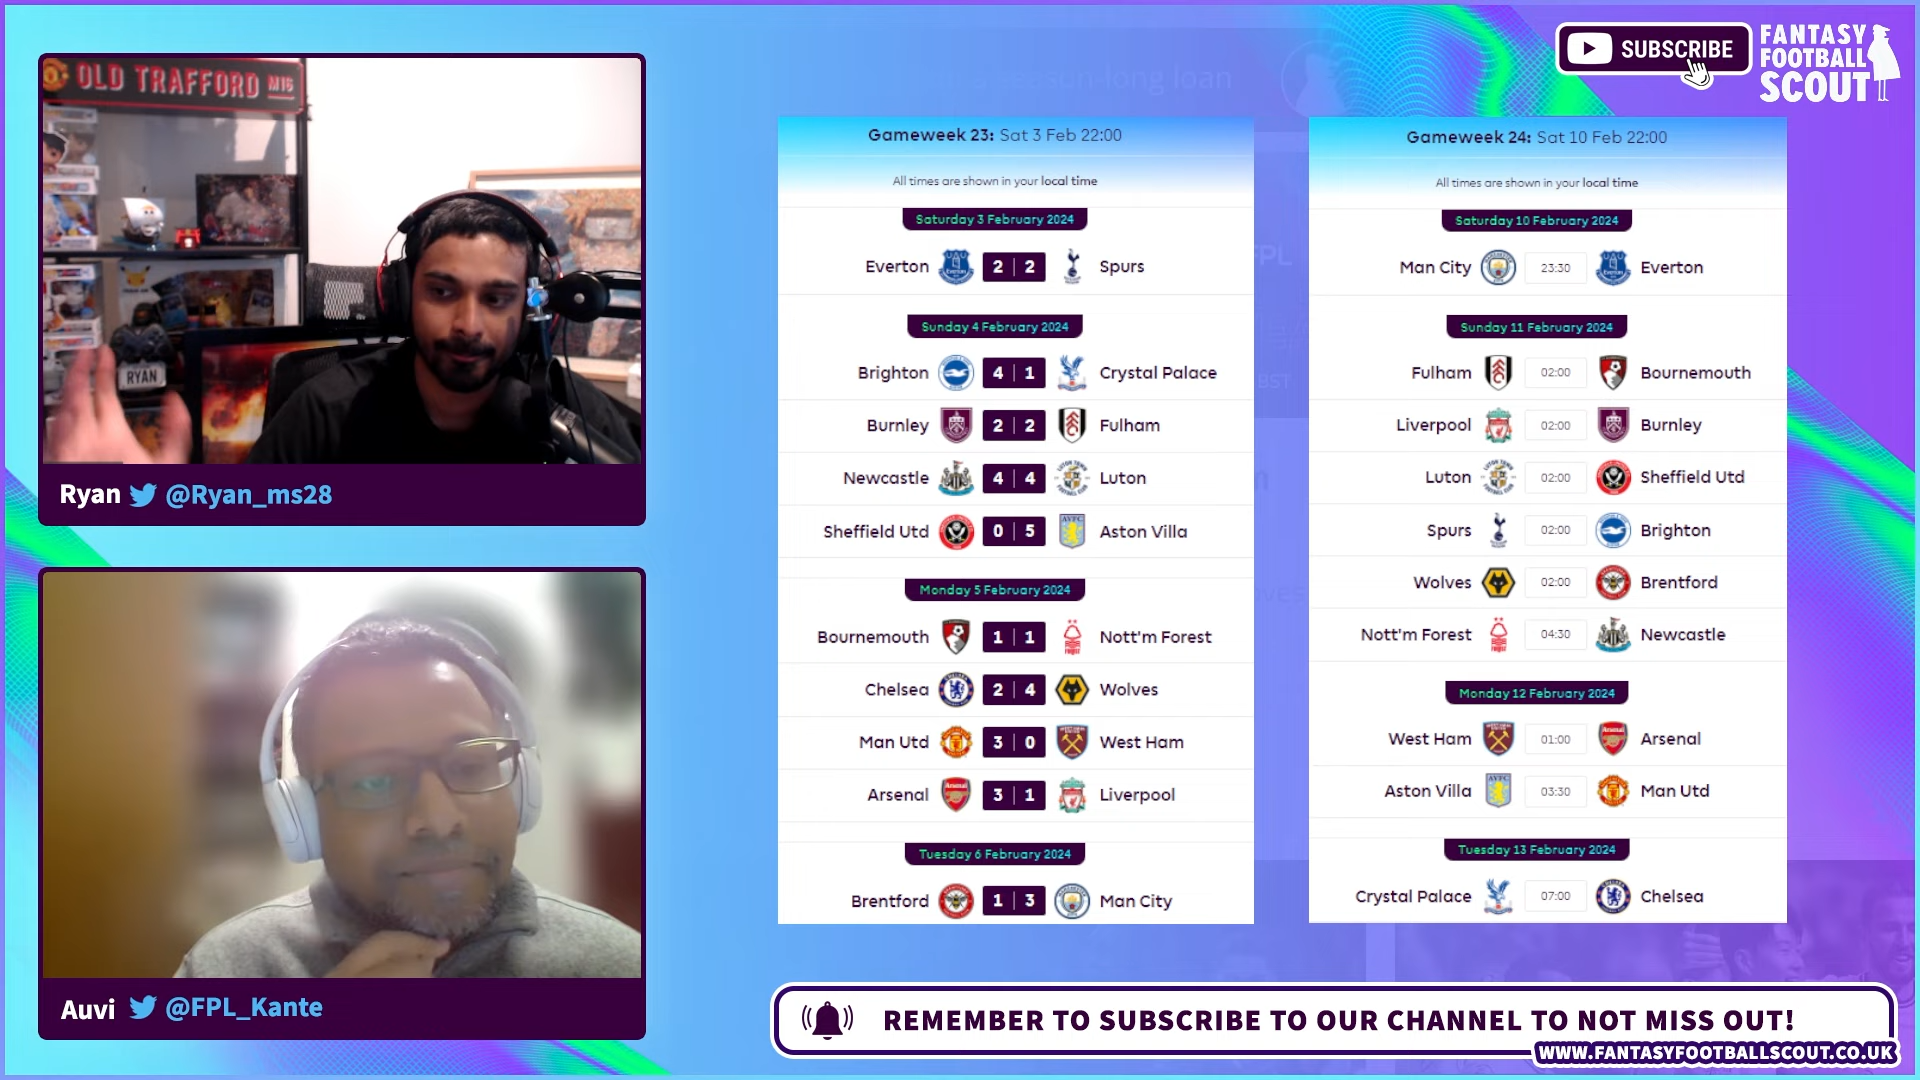 OLD TRAFFORD M16
RYAN
Ryan @Ryan_ms28
Auvi @FPL_Kante
SUBSCRIBE
FANTASY
FOOTBALL
SCOUT
season-long loan
Gameweek 23: Sat 3 Feb 22:00
All times are shown in your local time
Saturday 3 February 2024
Everton 2 | 2 Spurs
Sunday 4 February 2024
Brighton 4 | 1 Crystal Palace
Burnley 2 | 2 Fulham
Newcastle 4 | 4 Luton
Sheffield Utd 0 | 5 Aston Villa
Monday 5 February 2024
Bournemouth 1 | 1 Nott'm Forest
Chelsea 2 | 4 Wolves
Man Utd 3 | 0 West Ham
Arsenal 3 | 1 Liverpool
Tuesday 6 February 2024
Brentford 1 | 3 Man City
FPL
BST
Gameweek 24: Sat 10 Feb 22:00
All times are shown in your local time
Saturday 10 February 2024
Man City 23:30 Everton
Sunday 11 February 2024
Fulham 02:00 Bournemouth
Liverpool 02:00 Burnley
Luton 02:00 Sheffield Utd
Spurs 02:00 Brighton
Wolves 02:00 Brentford
Nott'm Forest 04:30 Newcastle
Monday 12 February 2024
West Ham 01:00 Arsenal
Aston Villa 03:30 Man Utd
Tuesday 13 February 2024
Crystal Palace 07:00 Chelsea
REMEMBER TO SUBSCRIBE TO OUR CHANNEL TO NOT MISS OUT!
WWW.FANTASYFOOTBALLSCOUT.CO.UK